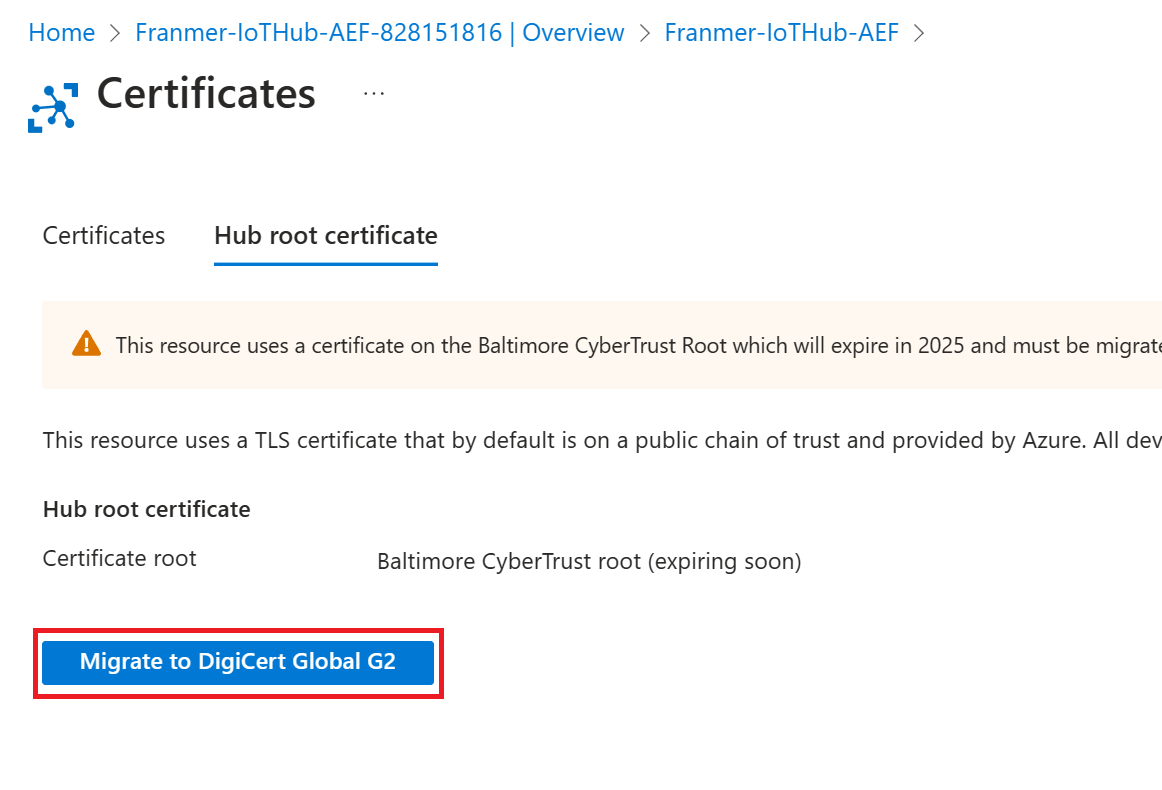 Home > Franmer-IoTHub-AEF-828151816 | Overview > Franmer-IoTHub-AEF >
Certificates ...
Certificates Hub root certificate
This resource uses a certificate on the Baltimore CyberTrust Root which will expire in 2025 and must be migrate
This resource uses a TLS certificate that by default is on a public chain of trust and provided by Azure. All dev
Hub root certificate
Certificate root Baltimore CyberTrust root (expiring soon)
Migrate to DigiCert Global G2